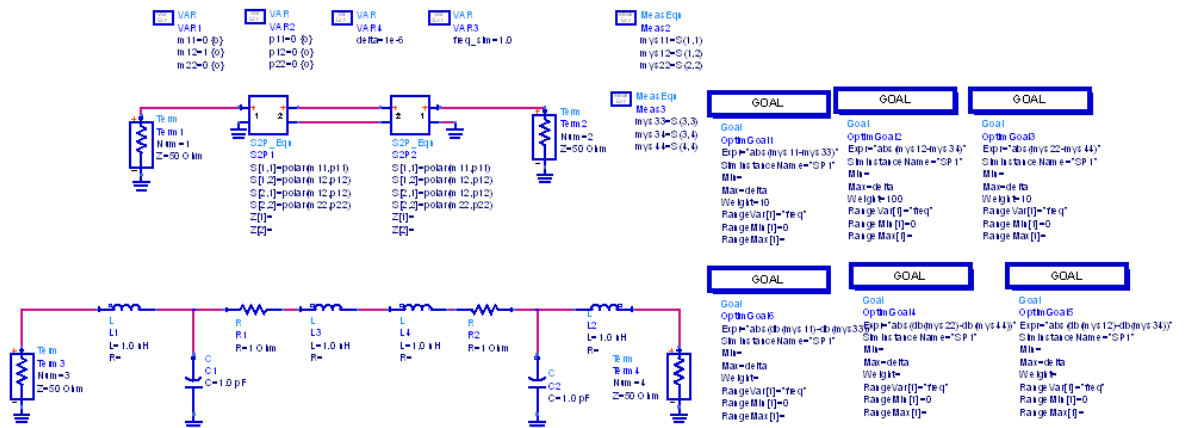 VAR
VAR1
m11=0 {o}
m12=1 {o}
m22=0 {o}
VAR
VAR2
p11=0 {o}
p12=0 {o}
p22=0 {o}
VAR
VAR4
delta=1e-6
VAR
VAR3
freq_sim=1.0
MeasEqn
Meas2
mys11=S(1,1)
mys12=S(1,2)
mys22=S(2,2)
MeasEqn
Meas3
mys33=S(3,3)
mys34=S(3,4)
mys44=S(4,4)
Term
Term1
Num=1
Z=50 Ohm
1 2
S2P_Eqn
S2P1
S[1,1]=polar(m11,p11)
S[1,2]=polar(m12,p12)
S[2,1]=polar(m12,p12)
S[2,2]=polar(m22,p22)
Z[1]=
Z[2]=
2 1
S2P_Eqn
S2P2
S[1,1]=polar(m11,p11)
S[1,2]=polar(m12,p12)
S[2,1]=polar(m12,p12)
S[2,2]=polar(m22,p22)
Z[1]=
Z[2]=
Term
Term2
Num=2
Z=50 Ohm
GOAL
Goal
OptimGoal1
Expr="abs(mys11-mys33)"
SimInstanceName="SP1"
Min=
Max=delta
Weight=10
RangeVar[1]="freq"
RangeMin[1]=0
RangeMax[1]=
GOAL
Goal
OptimGoal2
Expr="abs(mys12-mys34)"
SimInstanceName="SP1"
Min=
Max=delta
Weight=100
RangeVar[1]="freq"
RangeMin[1]=0
RangeMax[1]=
GOAL
Goal
OptimGoal3
Expr="abs(mys22-mys44)"
SimInstanceName="SP1"
Min=
Max=delta
Weight=10
RangeVar[1]="freq"
RangeMin[1]=0
RangeMax[1]=
Term
Term3
Num=3
Z=50 Ohm
L
L1
L=1.0 nH
R=
C
C1
C=1.0 pF
R
R1
R=1 Ohm
L
L3
L=1.0 nH
R=
L
L4
L=1.0 nH
R=
R
R2
R=1 Ohm
C
C2
C=1.0 pF
L
L2
L=1.0 nH
R=
Term
Term4
Num=4
Z=50 Ohm
GOAL
Goal
OptimGoal6
Expr="abs(db(mys11)-db(mys33))"
SimInstanceName="SP1"
Min=
Max=delta
Weight=
RangeVar[1]="freq"
RangeMin[1]=0
RangeMax[1]=
GOAL
Goal
OptimGoal4
Expr="abs(db(mys22)-db(mys44))"
SimInstanceName="SP1"
Min=
Max=delta
Weight=
RangeVar[1]="freq"
RangeMin[1]=0
RangeMax[1]=
GOAL
Goal
OptimGoal5
Expr="abs(db(mys12)-db(mys34))"
SimInstanceName="SP1"
Min=
Max=delta
Weight=
RangeVar[1]="freq"
RangeMin[1]=0
RangeMax[1]=